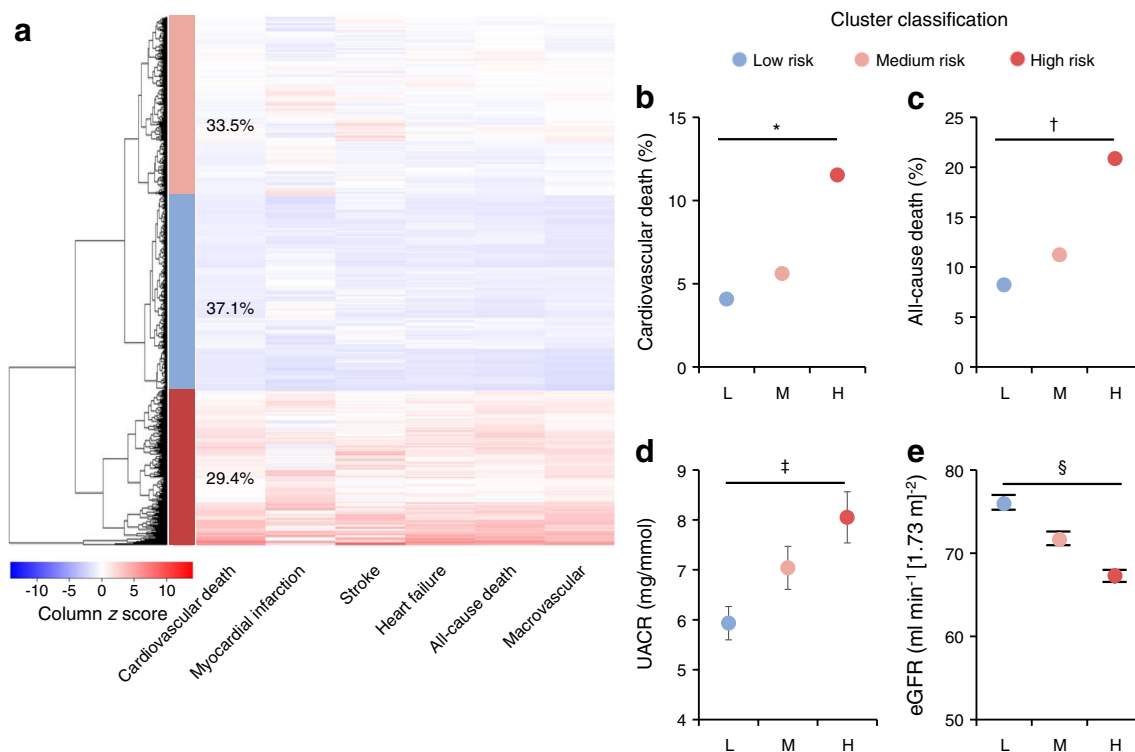 a
33.5%
37.1%
29.4%
-10 -5 0 5 10
Column z score
Cardiovascular death
Myocardial infarction
Stroke
Heart failure
All-cause death
Macrovascular
Cluster classification
Low risk Medium risk High risk
b
Cardiovascular death (%)
15
10
5
0
*
L M H
c
All-cause death (%)
25
20
15
10
5
0
†
L M H
d
UACR (mg/mmol)
9
8
7
6
5
4
‡
L M H
e
eGFR (ml min⁻¹ [1.73 m]⁻²)
80
70
60
50
§
L M H